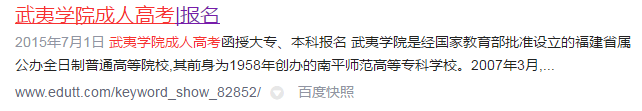 武夷学院成人高考|报名
2015年7月1日 武夷学院成人高考函授大专、本科报名 武夷学院是经国家教育部批准设立的福建省属
公办全日制普通高等院校,其前身为1958年创办的南平师范高等专科学校。2007年3月,...
www.edutt.com/keyword_show_82852/ 百度快照